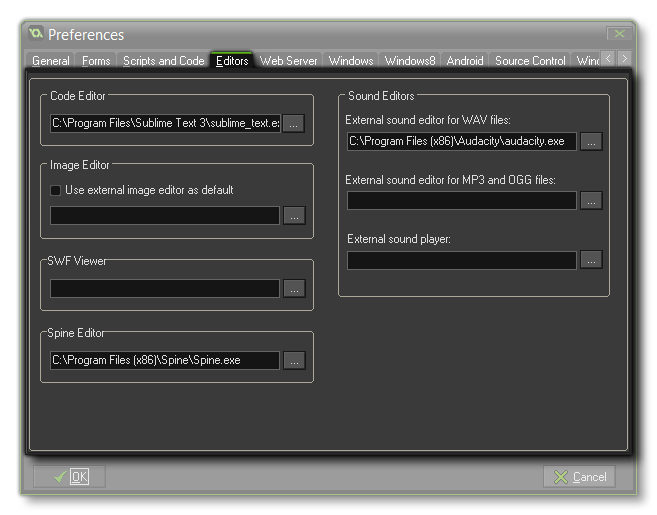 Preferences
General Forms Scripts and Code Editors Web Server Windows Windows8 Android Source Control
Code Editor
C:\Program Files\Sublime Text 3\sublime_text.e
...
Image Editor
Use external image editor as default
...
SWF Viewer
...
Spine Editor
C:\Program Files (x86)\Spine\Spine.exe
...
Sound Editors
External sound editor for WAV files:
C:\Program Files (x86)\Audacity\audacity.exe
...
External sound editor for MP3 and OGG files:
...
External sound player:
...
OK
Cancel